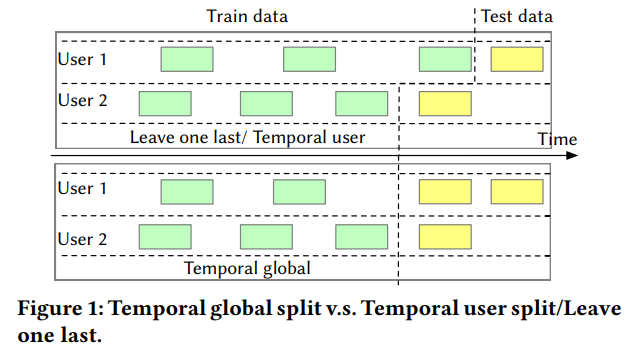 Train data Test data
User 1
User 2
Leave one last/ Temporal user
Time
User 1
User 2
Temporal global
Figure 1: Temporal global split v.s. Temporal user split/Leave
one last.